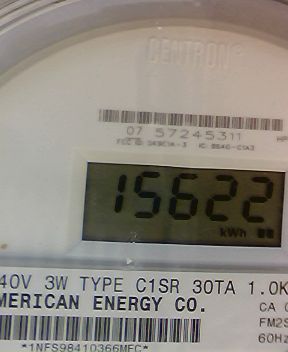 CENTRON®
07 57245311
15622
kWh
40V 3W TYPE C1SR 30TA 1.0K
MERICAN ENERGY CO.
CA
FM2S
60Hz
*1NFS98410366MEC*